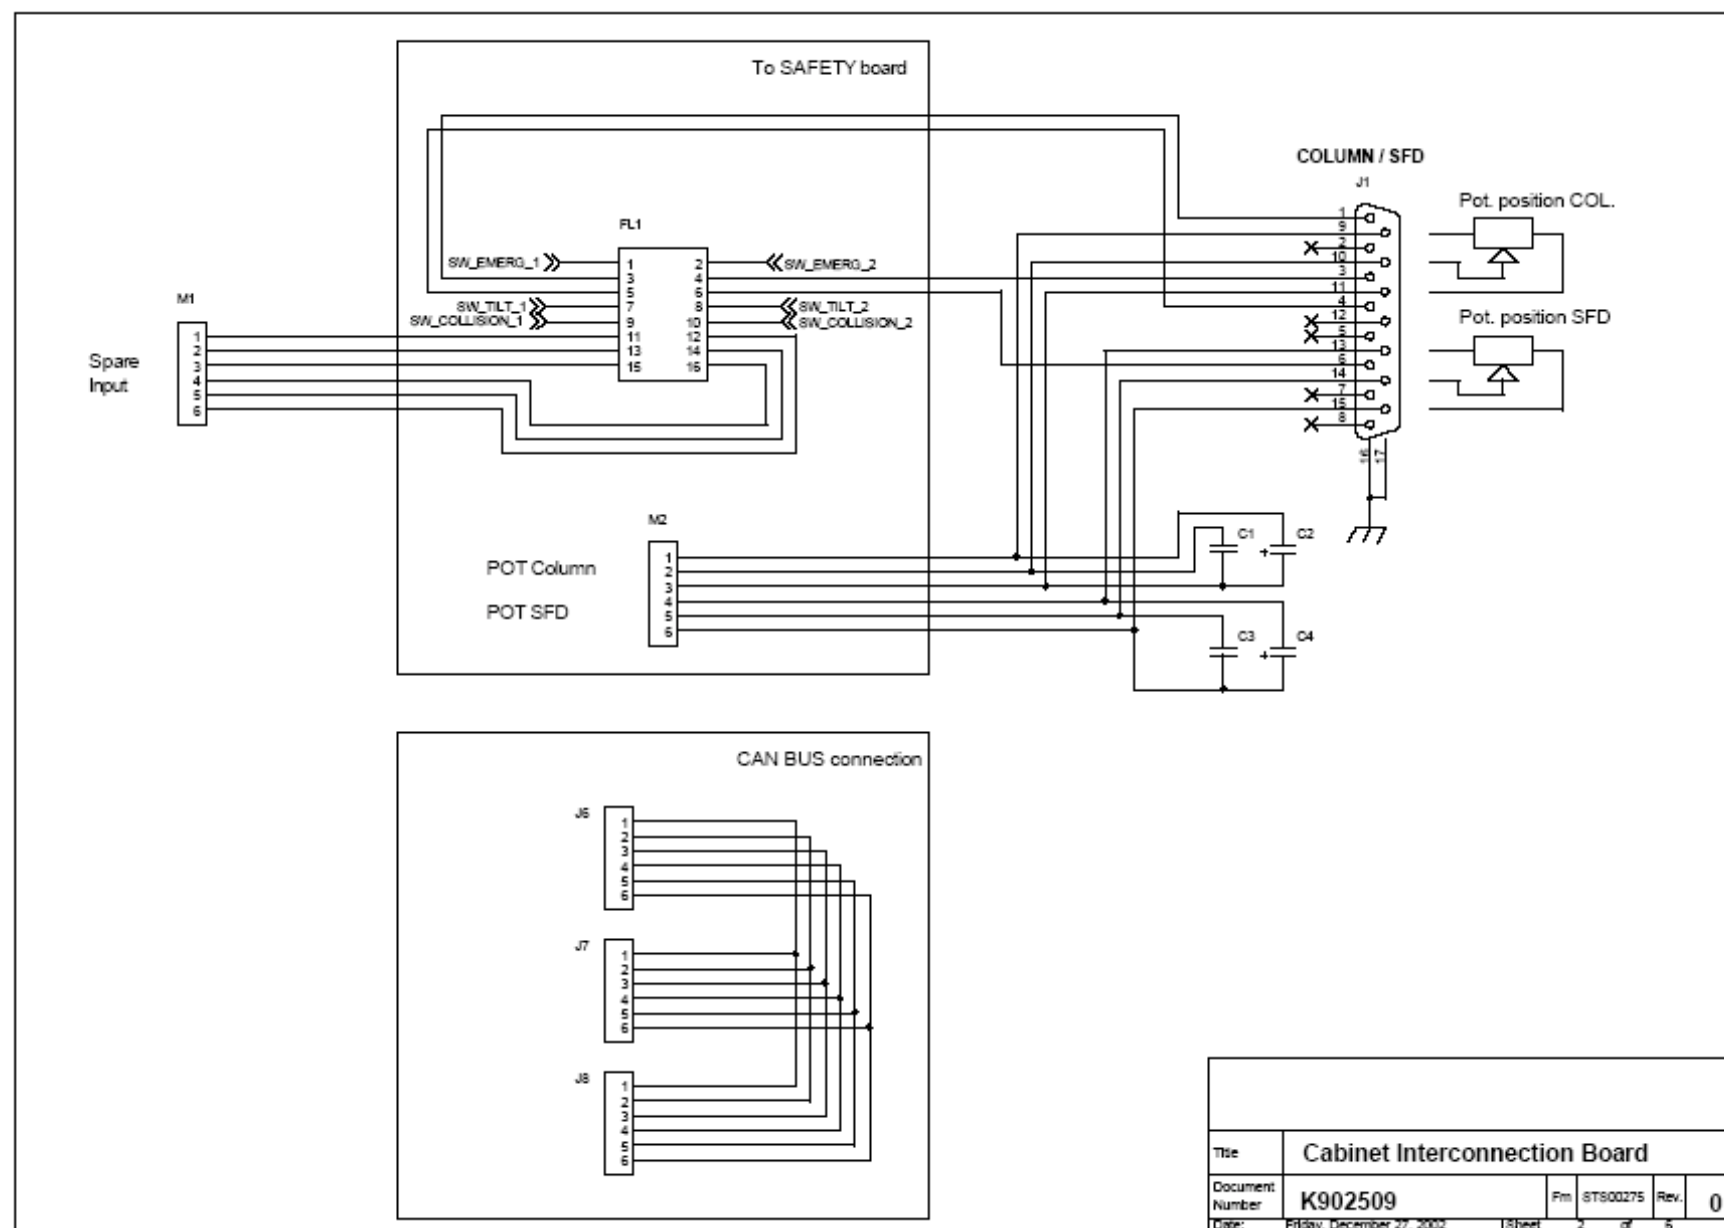 To SAFETY board
COLUMN / SFD
J1
Pot. position COL.
Pot. position SFD
1
9
2
10
3
11
4
12
5
13
6
14
7
15
8
16
17
FL1
SW_EMERG_1
SW_TILT_1
SW_COLLISION_1
1 2
3 4
5 6
7 8
9 10
11 12
13 14
15 16
SW_EMERG_2
SW_TILT_2
SW_COLLISION_2
M1
Spare
Input
1
2
3
4
5
6
M2
POT Column
POT SFD
1
2
3
4
5
6
C1
+ C2
C3
+ C4
CAN BUS connection
J6
1
2
3
4
5
6
J7
1
2
3
4
5
6
J8
1
2
3
4
5
6
Title Cabinet Interconnection Board
Document
Number K902509 Fm STS00275 Rev. 0
Date: Friday, December 27, 2002 Sheet 2 of 6